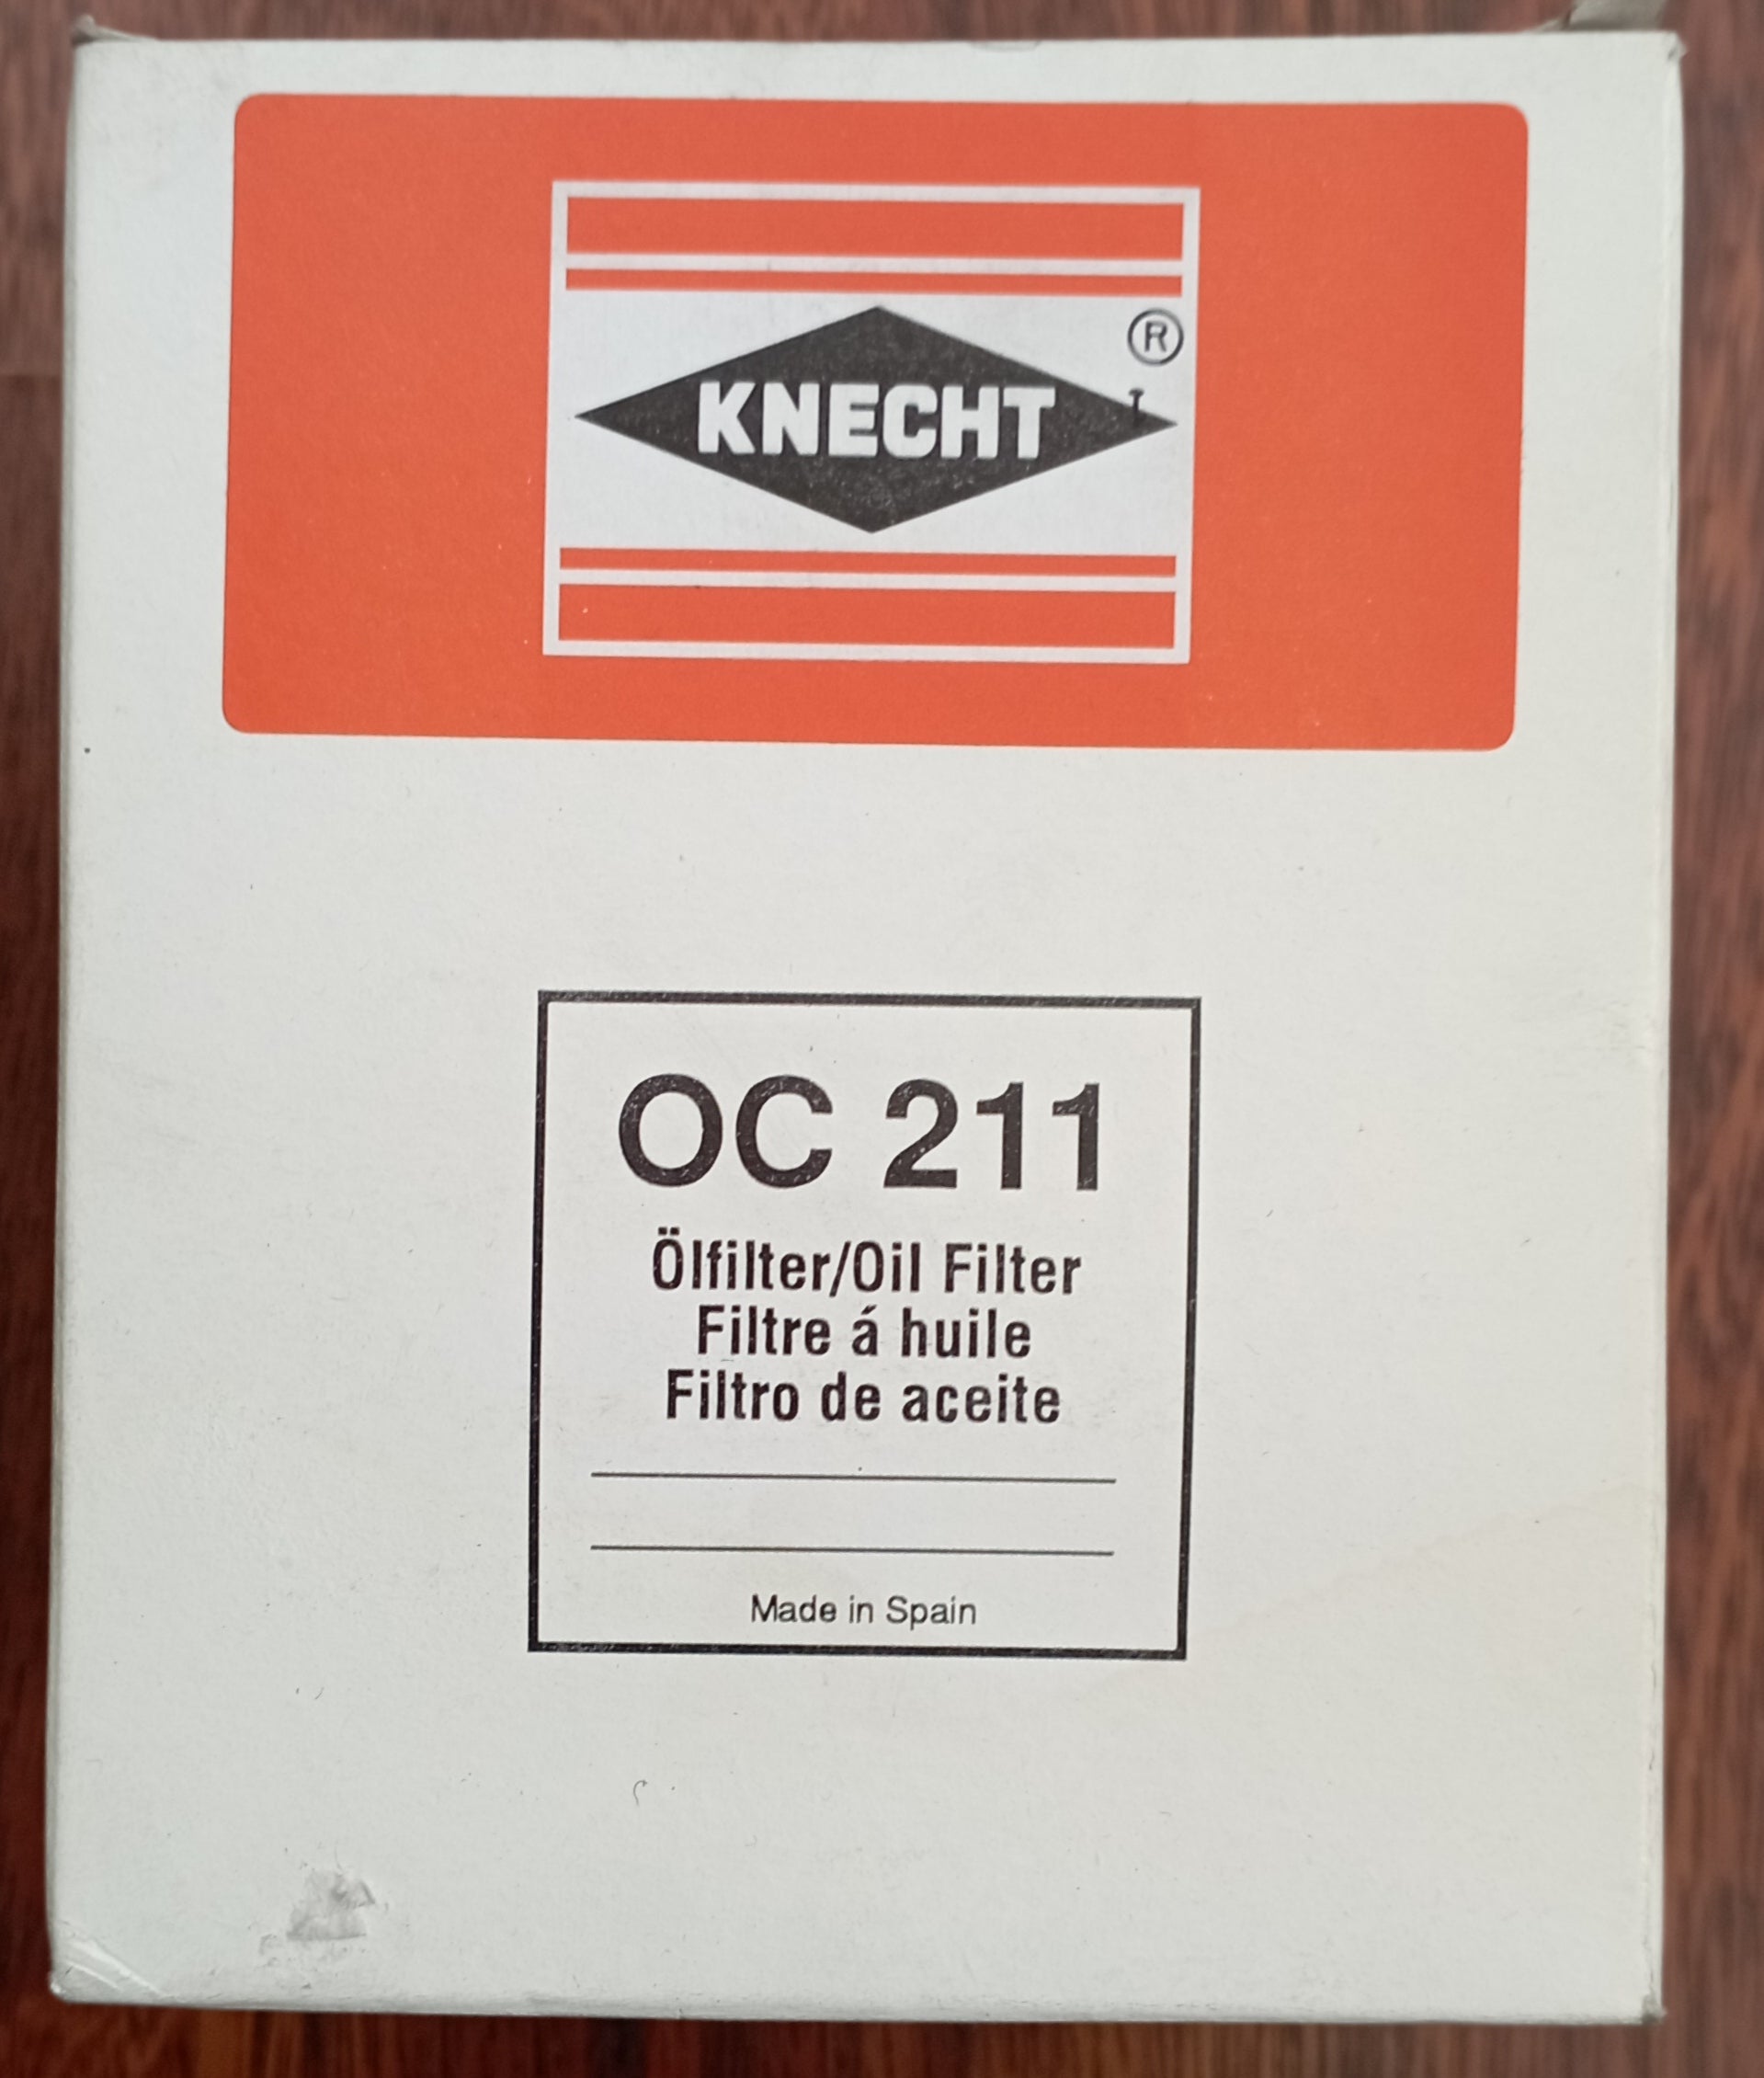 ®
KNECHT
OC 211
Ölfilter/Oil Filter
Filtre á huile
Filtro de aceite
Made in Spain